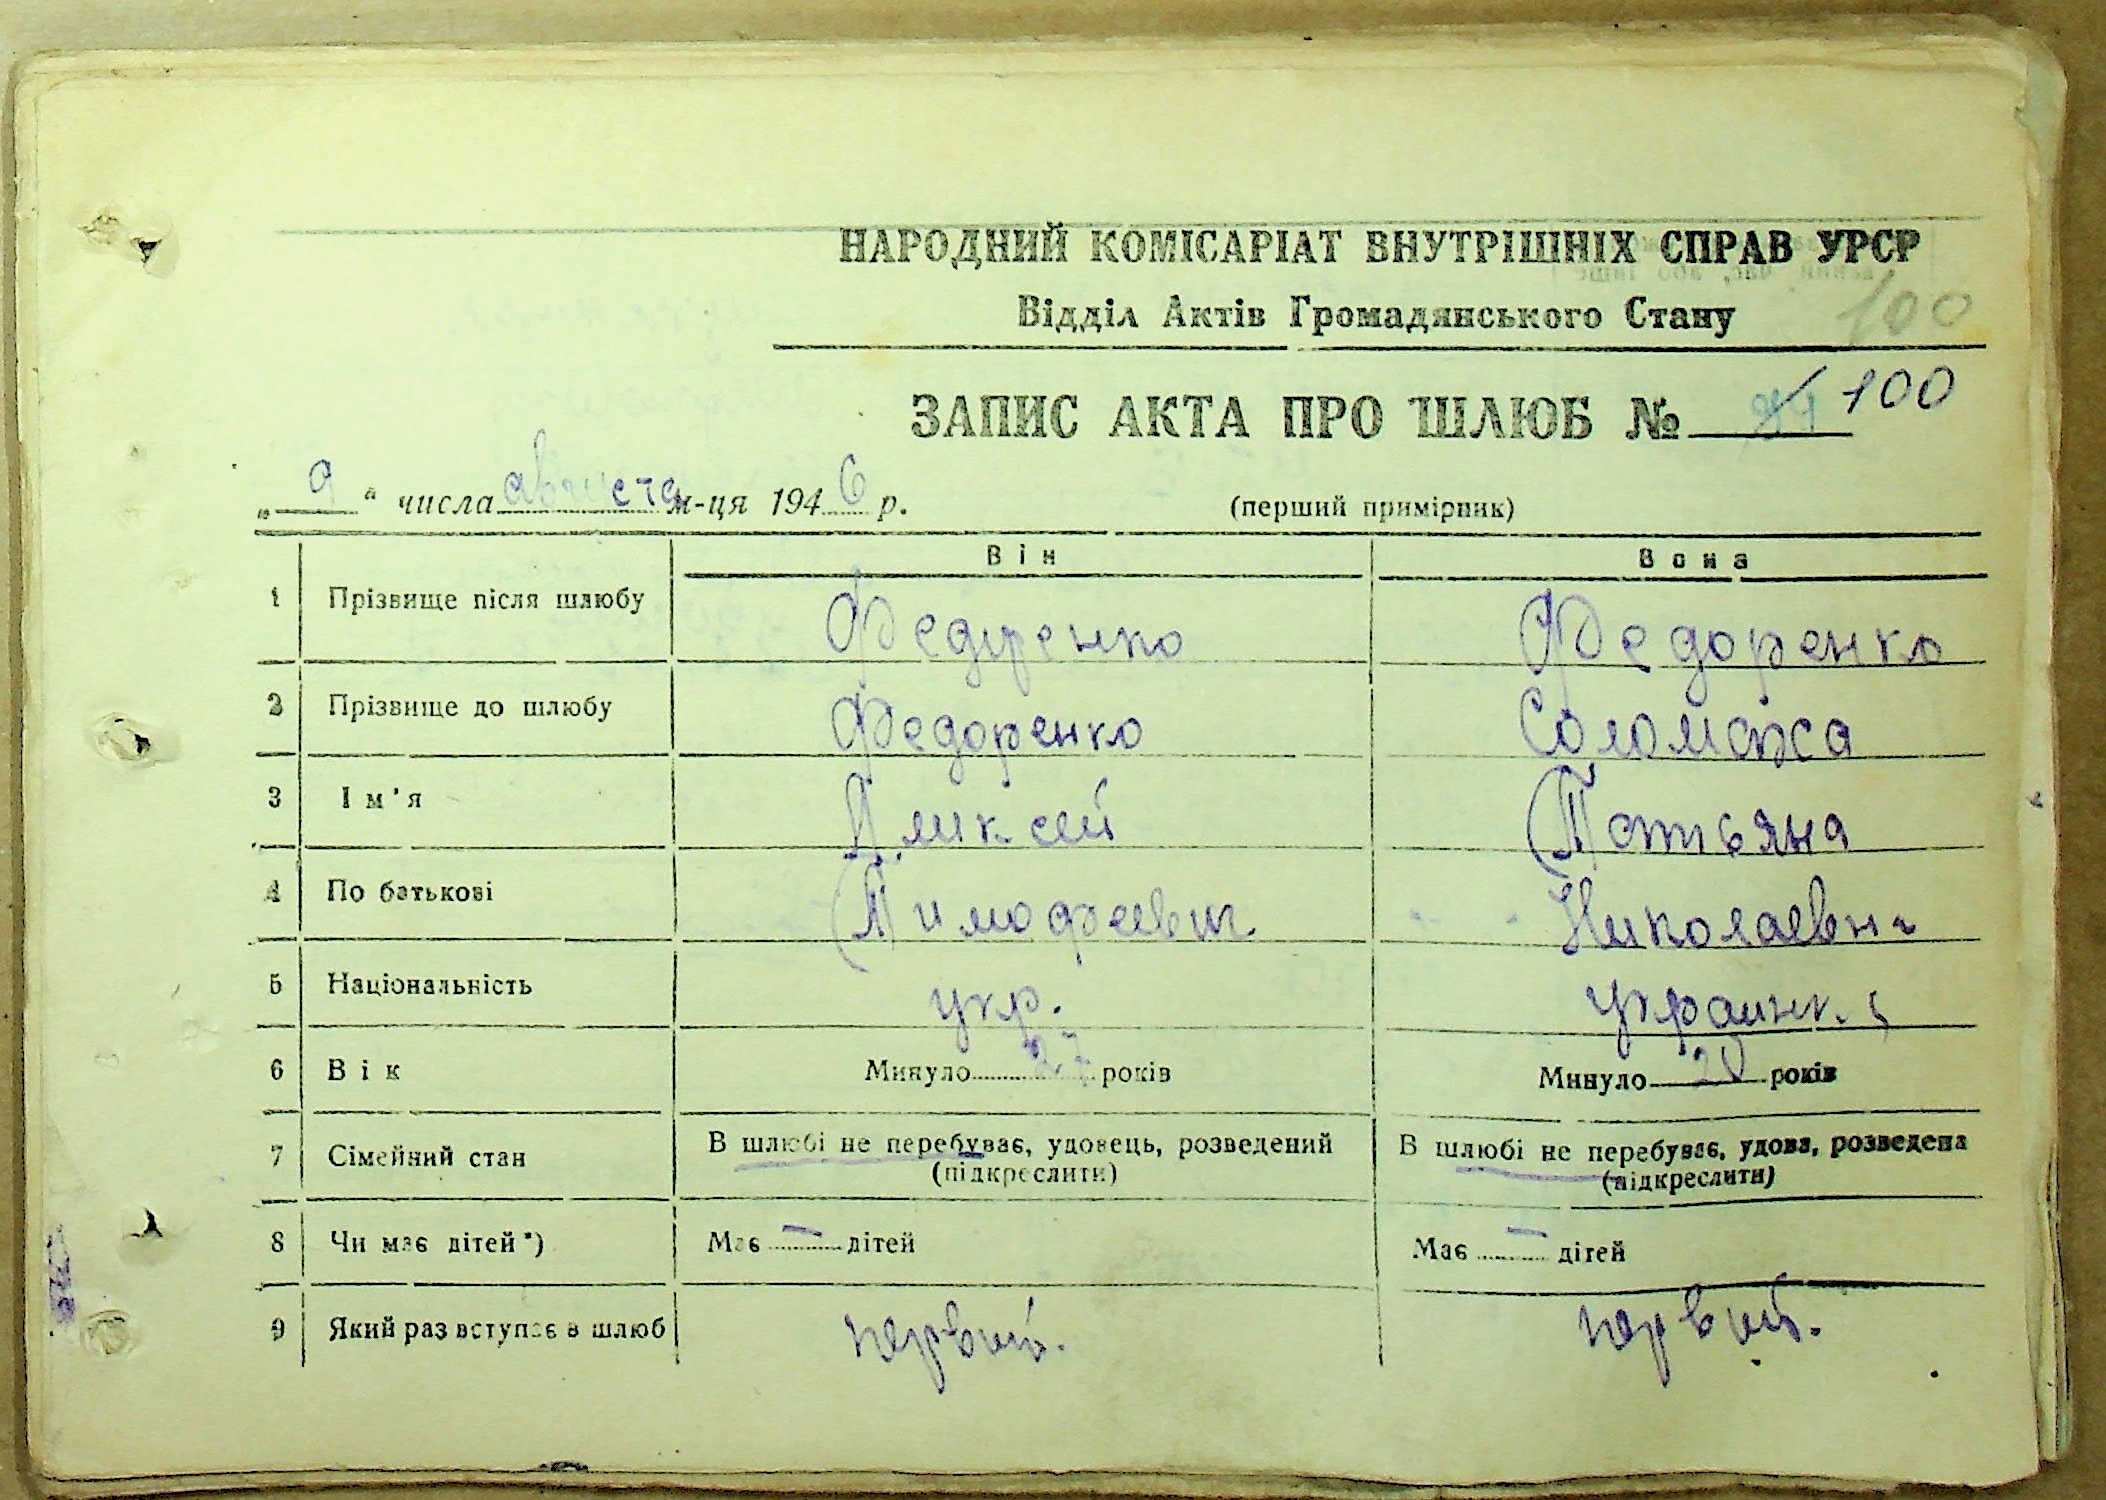 НАРОДНИЙ КОМІСАРІАТ ВНУТРІШНІХ СПРАВ УРСР
Відділ Актів Громадянського Стану 100
ЗАПИС АКТА ПРО ШЛЮБ № 100
„ 9 " числа августа м-ця 1946 р. (перший примірник)
Він Вона
1 Прізвище після шлюбу Федоренко Федоренко
2 Прізвище до шлюбу Федоренко
3 Ім'я Аликсей Татьяна
4 По батькові Тимофеевич Николаевна
5 Національність укр. украинка
6 Вік Минуло 27 років Минуло 20 років
7 Сімейний стан В шлюбі не перебуває, удовець, розведений (підкреслити) В шлюбі не перебуває, удова, розведена (підкреслити)
8 Чи має дітей*) Має — дітей Має — дітей
9 Який раз вступає в шлюб первый. первый.